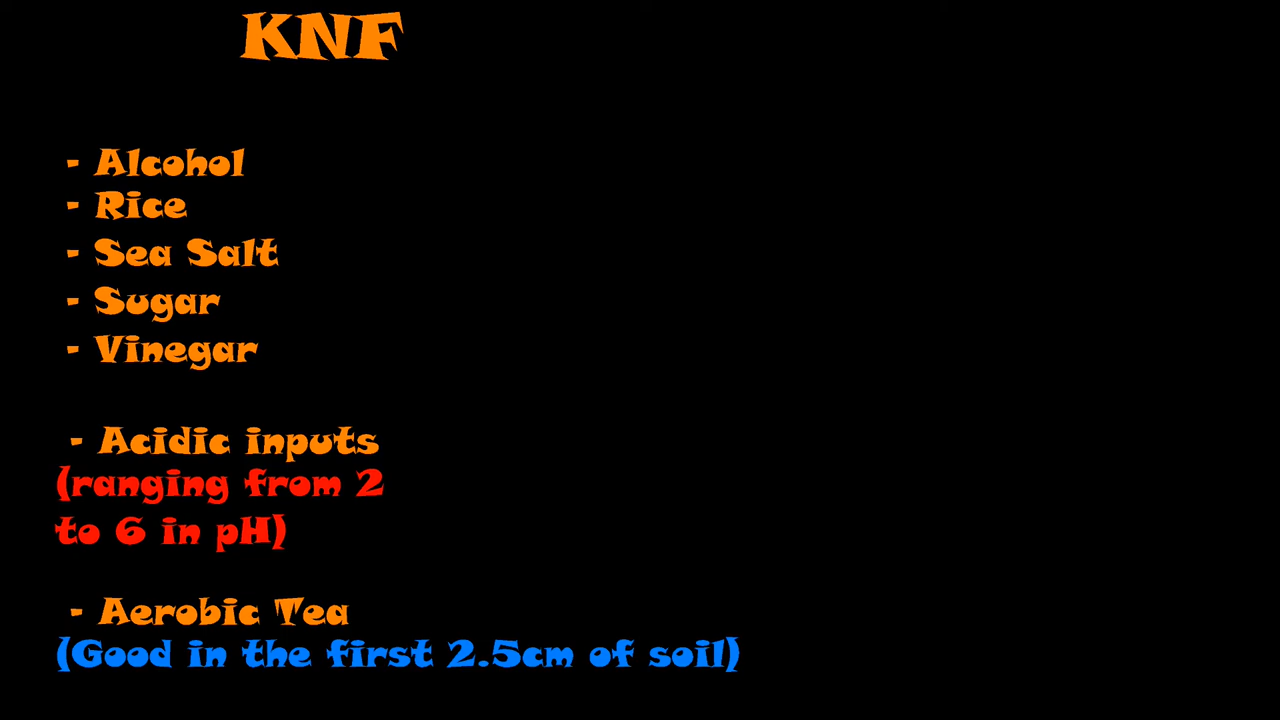 KNF
- Alcohol
- Rice
- Sea Salt
- Sugar
- Vinegar
- Acidic inputs
(ranging from 2
to 6 in pH)
- Aerobic Tea
(Good in the first 2.5cm of soil)